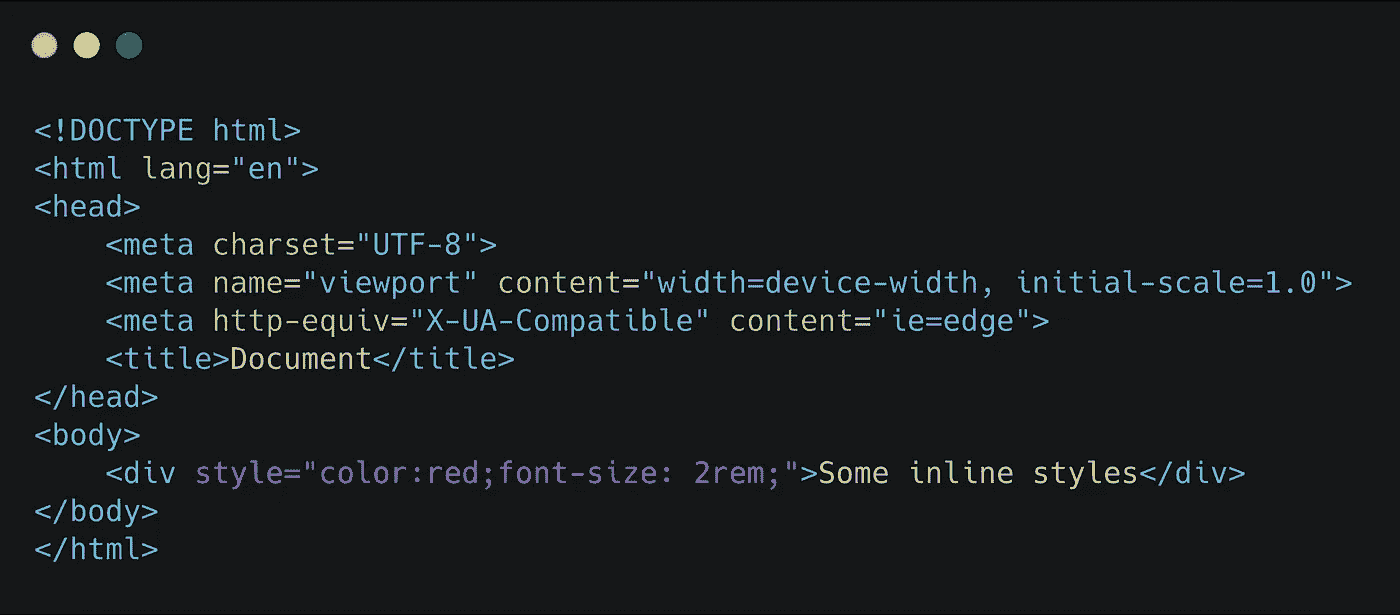 <!DOCTYPE html>
<html lang="en">
<head>
    <meta charset="UTF-8">
    <meta name="viewport" content="width=device-width, initial-scale=1.0">
    <meta http-equiv="X-UA-Compatible" content="ie=edge">
    <title>Document</title>
</head>
<body>
    <div style="color:red;font-size: 2rem;">Some inline styles</div>
</body>
</html>